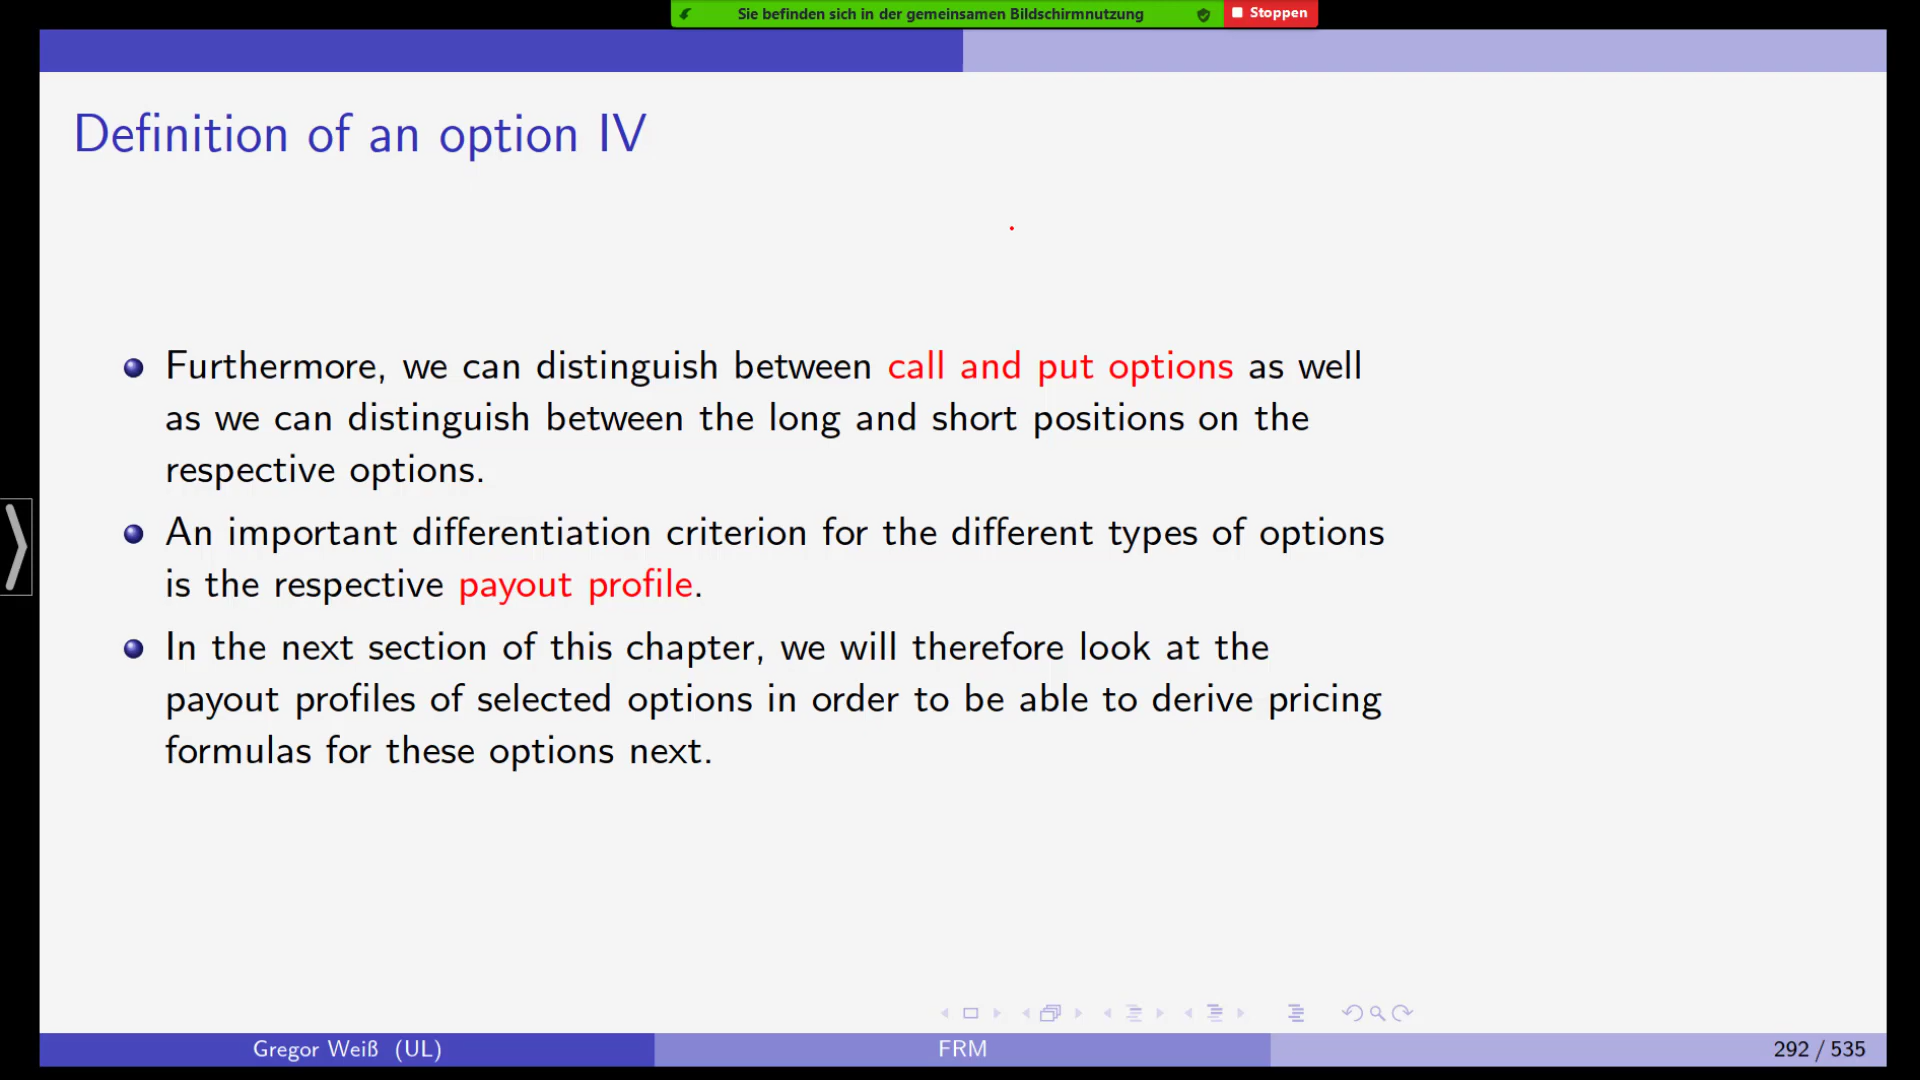 Sie befinden sich in der gemeinsamen Bildschirmnutzung
Stoppen
Definition of an option IV
Furthermore, we can distinguish between call and put options as well
as we can distinguish between the long and short positions on the
respective options.
An important differentiation criterion for the different types of options
is the respective payout profile.
In the next section of this chapter, we will therefore look at the
payout profiles of selected options in order to be able to derive pricing
formulas for these options next.
Gregor Weiß (UL)
FRM
292 / 535